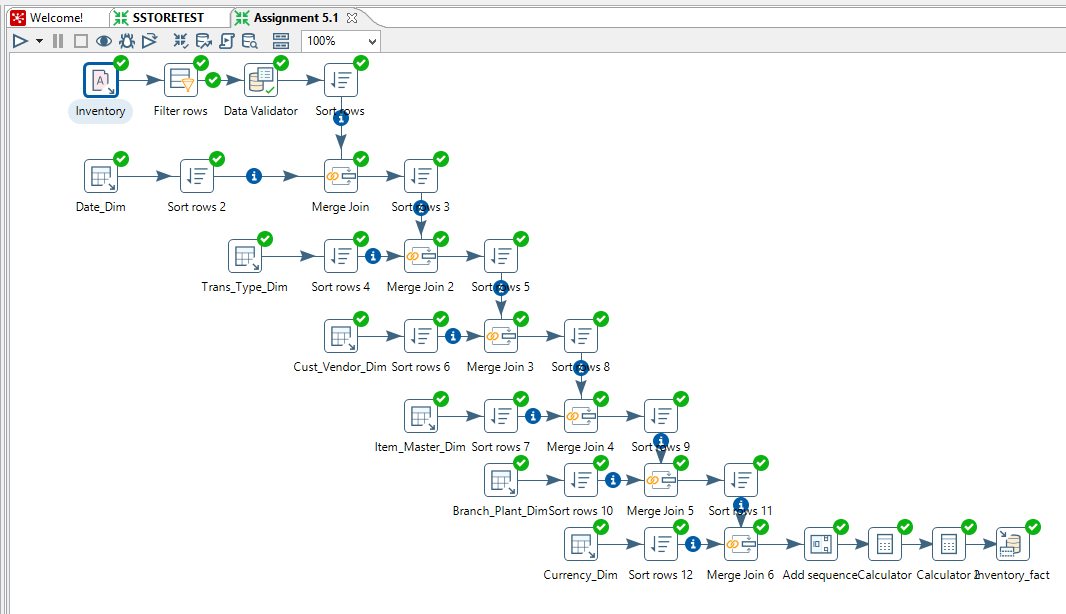 Welcome!
SSTORETEST
Assignment 5.1
100%
Inventory
Filter rows
Data Validator
Sort rows
Date_Dim
Sort rows 2
Merge Join
Sort rows 3
Trans_Type_Dim
Sort rows 4
Merge Join 2
Sort rows 5
Cust_Vendor_Dim
Sort rows 6
Merge Join 3
Sort rows 8
Item_Master_Dim
Sort rows 7
Merge Join 4
Sort rows 9
Branch_Plant_Dim
Sort rows 10
Merge Join 5
Sort rows 11
Currency_Dim
Sort rows 12
Merge Join 6
Add sequence
Calculator
Calculator 2
Inventory_fact